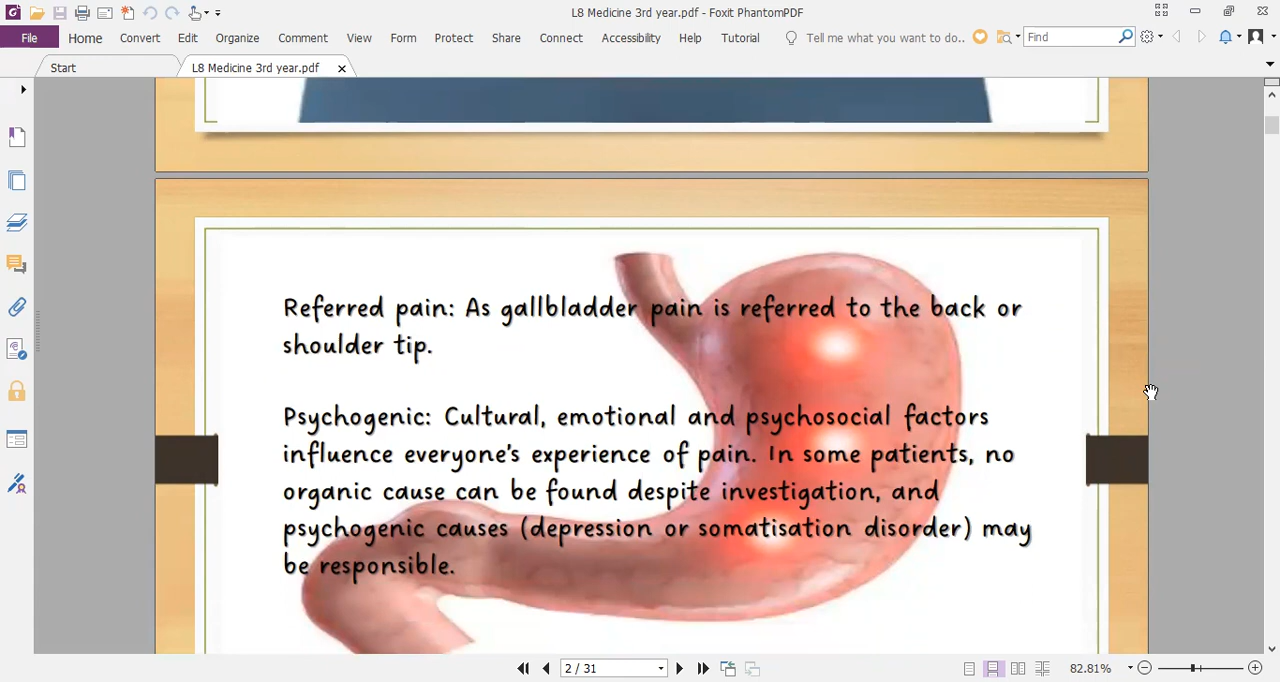 L8 Medicine 3rd year.pdf - Foxit PhantomPDF
File Home Convert Edit Organize Comment View Form Protect Share Connect Accessibility Help Tutorial Tell me what you want to do.. Find
Start L8 Medicine 3rd year.pdf
Referred pain: As gallbladder pain is referred to the back or
shoulder tip.
Psychogenic: Cultural, emotional and psychosocial factors
influence everyone's experience of pain. In some patients, no
organic cause can be found despite investigation, and
psychogenic causes (depression or somatisation disorder) may
be responsible.
2 / 31 82.81%